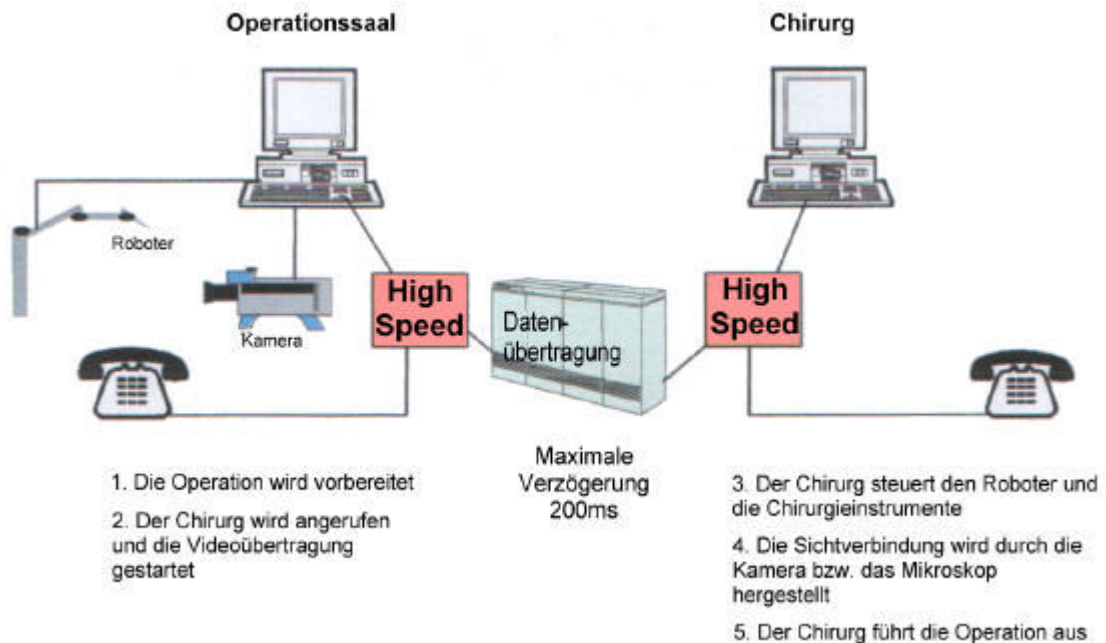 Operationssaal
Chirurg
Roboter
Kamera
High
Speed
Daten-
übertragung
High
Speed
Maximale
Verzögerung
200ms
1. Die Operation wird vorbereitet
2. Der Chirurg wird angerufen
und die Videoübertragung
gestartet
3. Der Chirurg steuert den Roboter und
die Chirurgieinstrumente
4. Die Sichtverbindung wird durch die
Kamera bzw. das Mikroskop
hergestellt
5. Der Chirurg führt die Operation aus